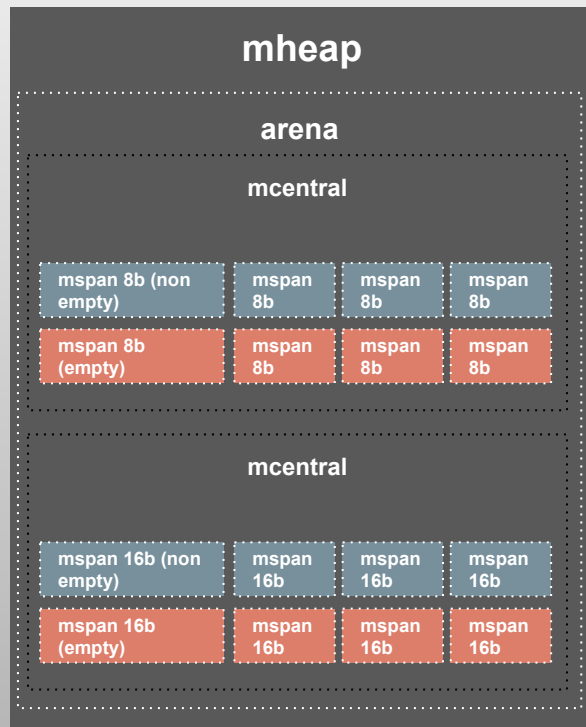 mheap
arena
mcentral
mspan 8b (non
empty)
mspan
8b
mspan
8b
mspan
8b
mspan 8b
(empty)
mspan
8b
mspan
8b
mspan
8b
mcentral
mspan 16b (non
empty)
mspan
16b
mspan
16b
mspan
16b
mspan 16b
(empty)
mspan
16b
mspan
16b
mspan
16b